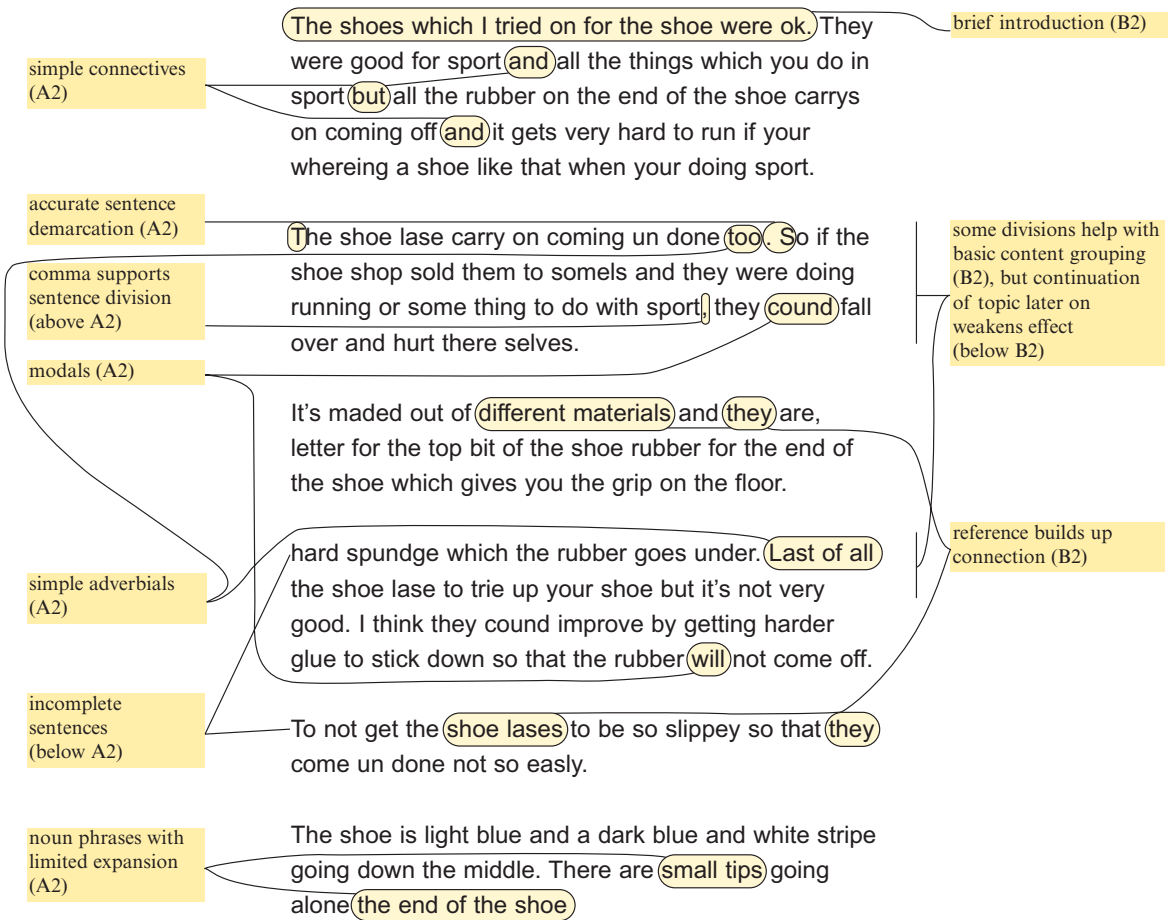 The shoes which I tried on for the shoe were ok. They
were good for sport and all the things which you do in
sport but all the rubber on the end of the shoe carrys
on coming off and it gets very hard to run if your
whereing a shoe like that when your doing sport.
The shoe lase carry on coming un done too. So if the
shoe shop sold them to somels and they were doing
running or some thing to do with sport, they cound fall
over and hurt there selves.
It's maded out of different materials and they are,
letter for the top bit of the shoe rubber for the end of
the shoe which gives you the grip on the floor.
hard spundge which the rubber goes under. Last of all
the shoe lase to trie up your shoe but it's not very
good. I think they cound improve by getting harder
glue to stick down so that the rubber will not come off.
To not get the shoe lases to be so slippey so that they
come un done not so easly.
The shoe is light blue and a dark blue and white stripe
going down the middle. There are small tips going
alone the end of the shoe
simple connectives
(A2)
accurate sentence
demarcation (A2)
comma supports
sentence division
(above A2)
modals (A2)
simple adverbials
(A2)
incomplete
sentences
(below A2)
noun phrases with
limited expansion
(A2)
brief introduction (B2)
some divisions help with
basic content grouping
(B2), but continuation
of topic later on
weakens effect
(below B2)
reference builds up
connection (B2)